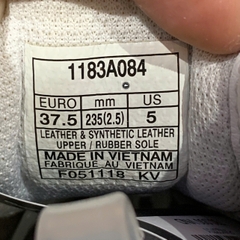 1183A084
EURO mm US
37.5 235(2.5) 5
LEATHER & SYNTHETIC LEATHER
UPPER / RUBBER SOLE
MADE IN VIETNAM
FABRIQUÉ AU VIETNAM
F051118 KV